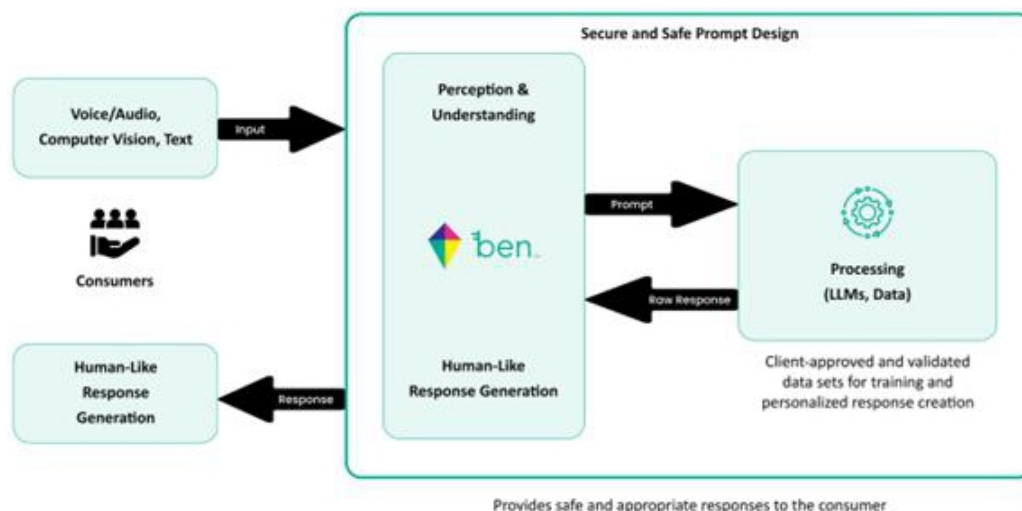 Secure and Safe Prompt Design
Voice/Audio,
Computer Vision, Text
Input
Consumers
Perception &
Understanding
ben
Prompt
Raw Response
Processing
(LLMs, Data)
Client-approved and validated
data sets for training and
personalized response creation
Human-Like
Response Generation
Response
Human-Like
Response
Generation
Provides safe and appropriate responses to the consumer